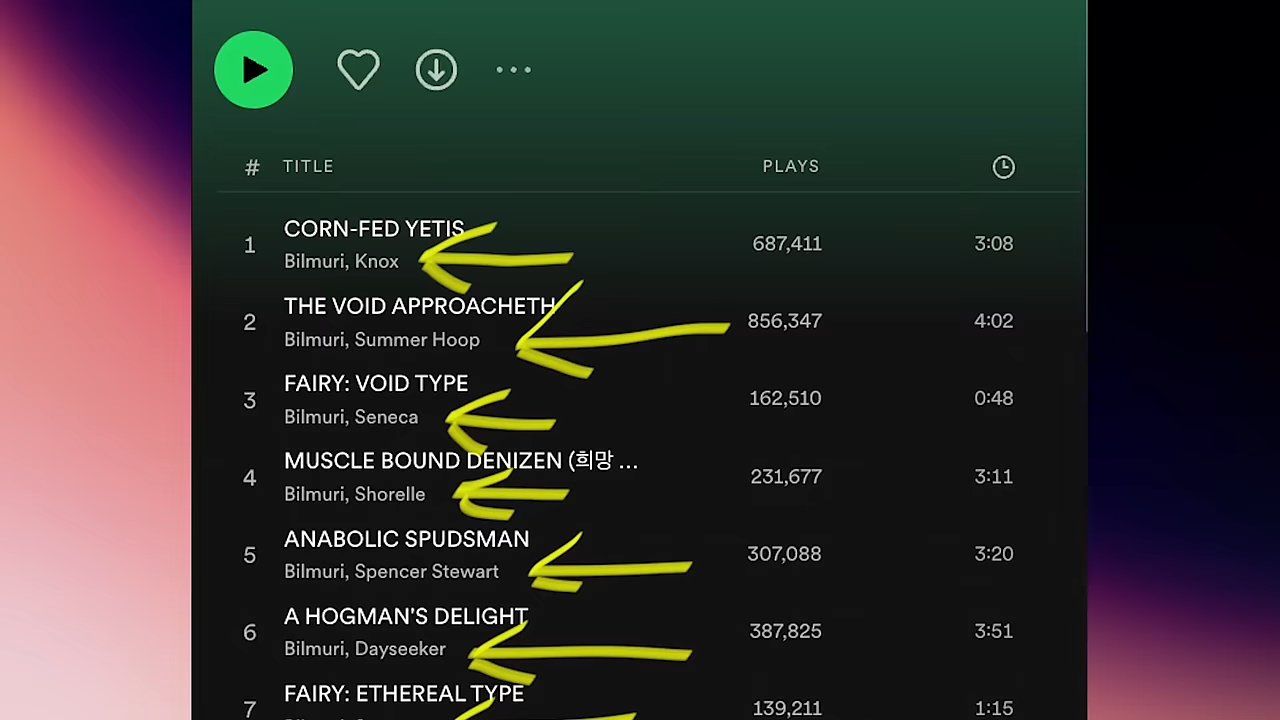 # TITLE PLAYS
1 CORN-FED YETIS 687,411 3:08
Bilmuri, Knox
2 THE VOID APPROACHETH 856,347 4:02
Bilmuri, Summer Hoop
3 FAIRY: VOID TYPE 162,510 0:48
Bilmuri, Seneca
4 MUSCLE BOUND DENIZEN (희망 ... 231,677 3:11
Bilmuri, Shorelle
5 ANABOLIC SPUDSMAN 307,088 3:20
Bilmuri, Spencer Stewart
6 A HOGMAN'S DELIGHT 387,825 3:51
Bilmuri, Dayseeker
7 FAIRY: ETHEREAL TYPE 139,211 1:15